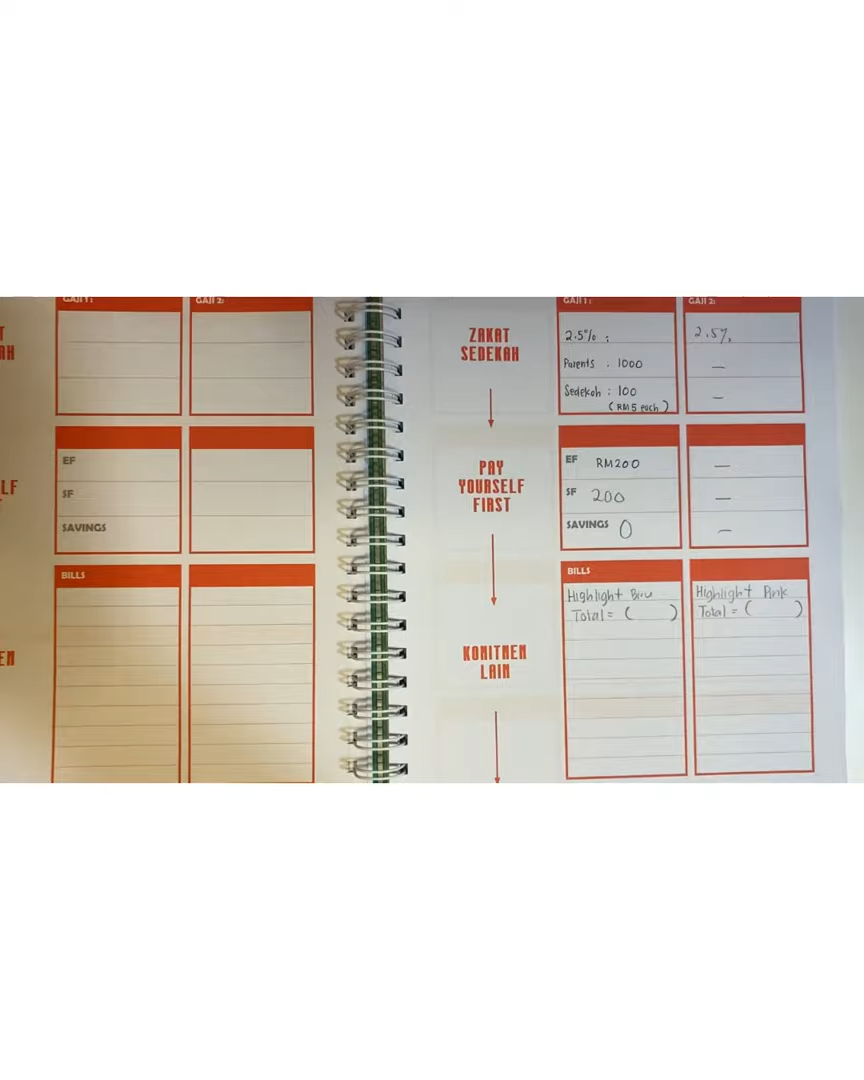 GAJI 1:
GAJI 2:
EF
SF
SAVINGS
BILLS
GAJI 1:
GAJI 2:
ZAKAT
SEDEKAH
2.5% :
2.5%
Parents : 1000
—
Sedekah : 100
—
(RM5 each)
PAY
YOURSELF
FIRST
EF RM200
—
SF 200
—
SAVINGS 0
—
KOMITMEN
LAIN
BILLS
Highlight Biru
Total = ( )
Highlight Pink
Total = ( )